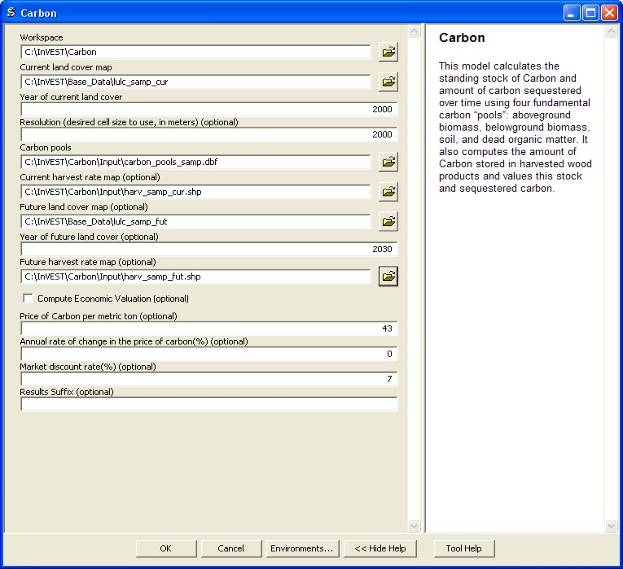 Carbon
Workspace
C:\InVEST\Carbon
Current land cover map
C:\InVEST\Base_Data\lulc_samp_cur
Year of current land cover
2000
Resolution (desired cell size to use, in meters) (optional)
2000
Carbon pools
C:\InVEST\Carbon\Input\carbon_pools_samp.dbf
Current harvest rate map (optional)
C:\InVEST\Carbon\Input\harv_samp_cur.shp
Future land cover map (optional)
C:\InVEST\Base_Data\lulc_samp_fut
Year of future land cover (optional)
2030
Future harvest rate map (optional)
C:\InVEST\Carbon\Input\harv_samp_fut.shp
Compute Economic Valuation (optional)
Price of Carbon per metric ton (optional)
43
Annual rate of change in the price of carbon(%) (optional)
0
Market discount rate(%) (optional)
7
Results Suffix (optional)
Carbon
This model calculates the
standing stock of Carbon and
amount of carbon sequestered
over time using four fundamental
carbon "pools": aboveground
biomass, belowground biomass,
soil, and dead organic matter. It
also computes the amount of
Carbon stored in harvested wood
products and values this stock
and sequestered carbon.
OK
Cancel
Environments...
<< Hide Help
Tool Help